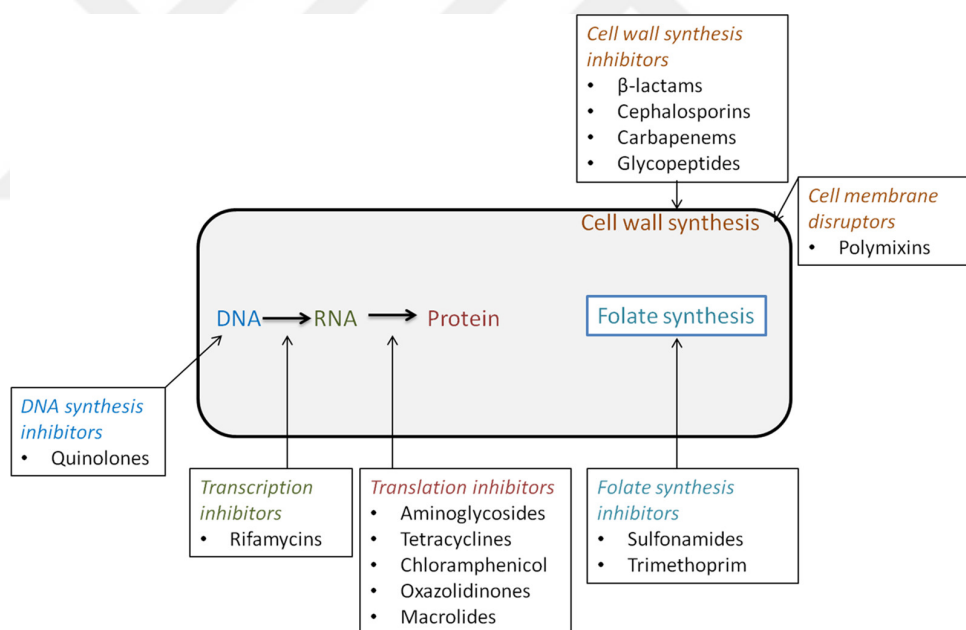 Cell wall synthesis
inhibitors
• β-lactams
• Cephalosporins
• Carbapenems
• Glycopeptides
Cell membrane
disruptors
• Polymixins
Cell wall synthesis
DNA RNA Protein
Folate synthesis
DNA synthesis
inhibitors
• Quinolones
Transcription
inhibitors
• Rifamycins
Translation inhibitors
• Aminoglycosides
• Tetracyclines
• Chloramphenicol
• Oxazolidinones
• Macrolides
Folate synthesis
inhibitors
• Sulfonamides
• Trimethoprim